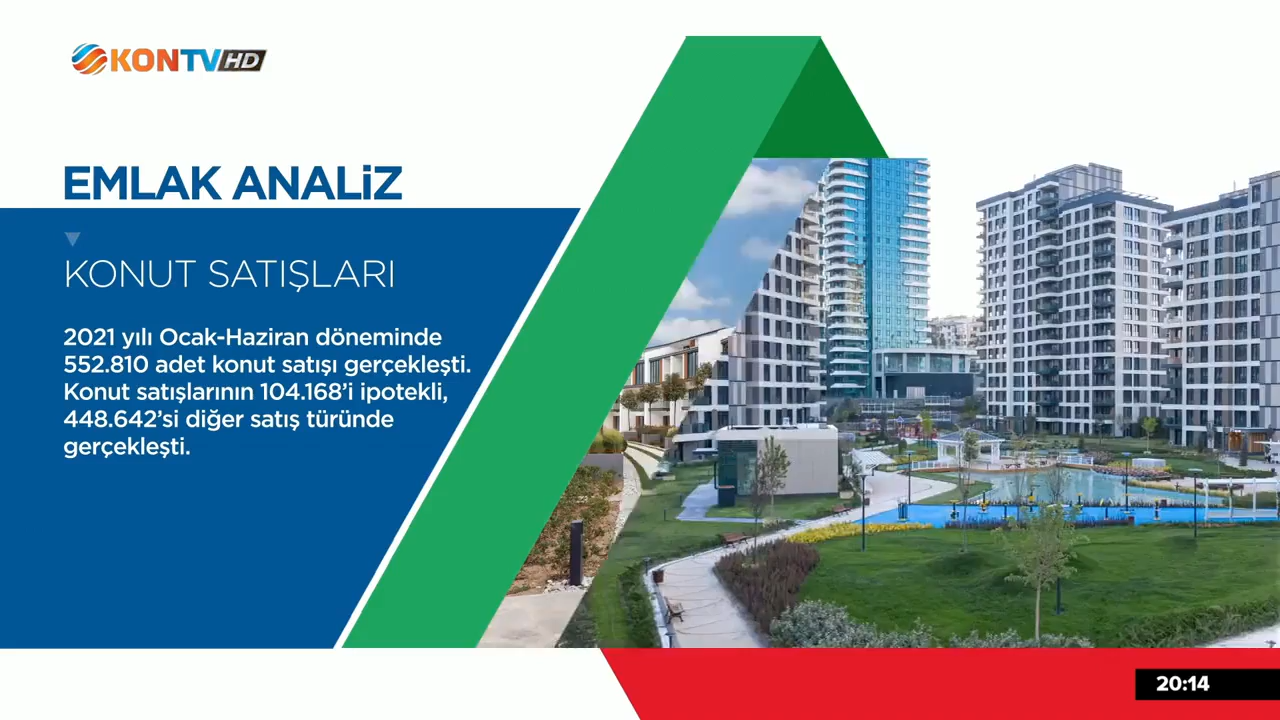 KONTV HD
EMLAK ANALİZ
KONUT SATIŞLARI
2021 yılı Ocak-Haziran döneminde
552.810 adet konut satışı gerçekleşti.
Konut satışlarının 104.168’i ipotekli,
448.642’si diğer satış türünde
gerçekleşti.
20:14